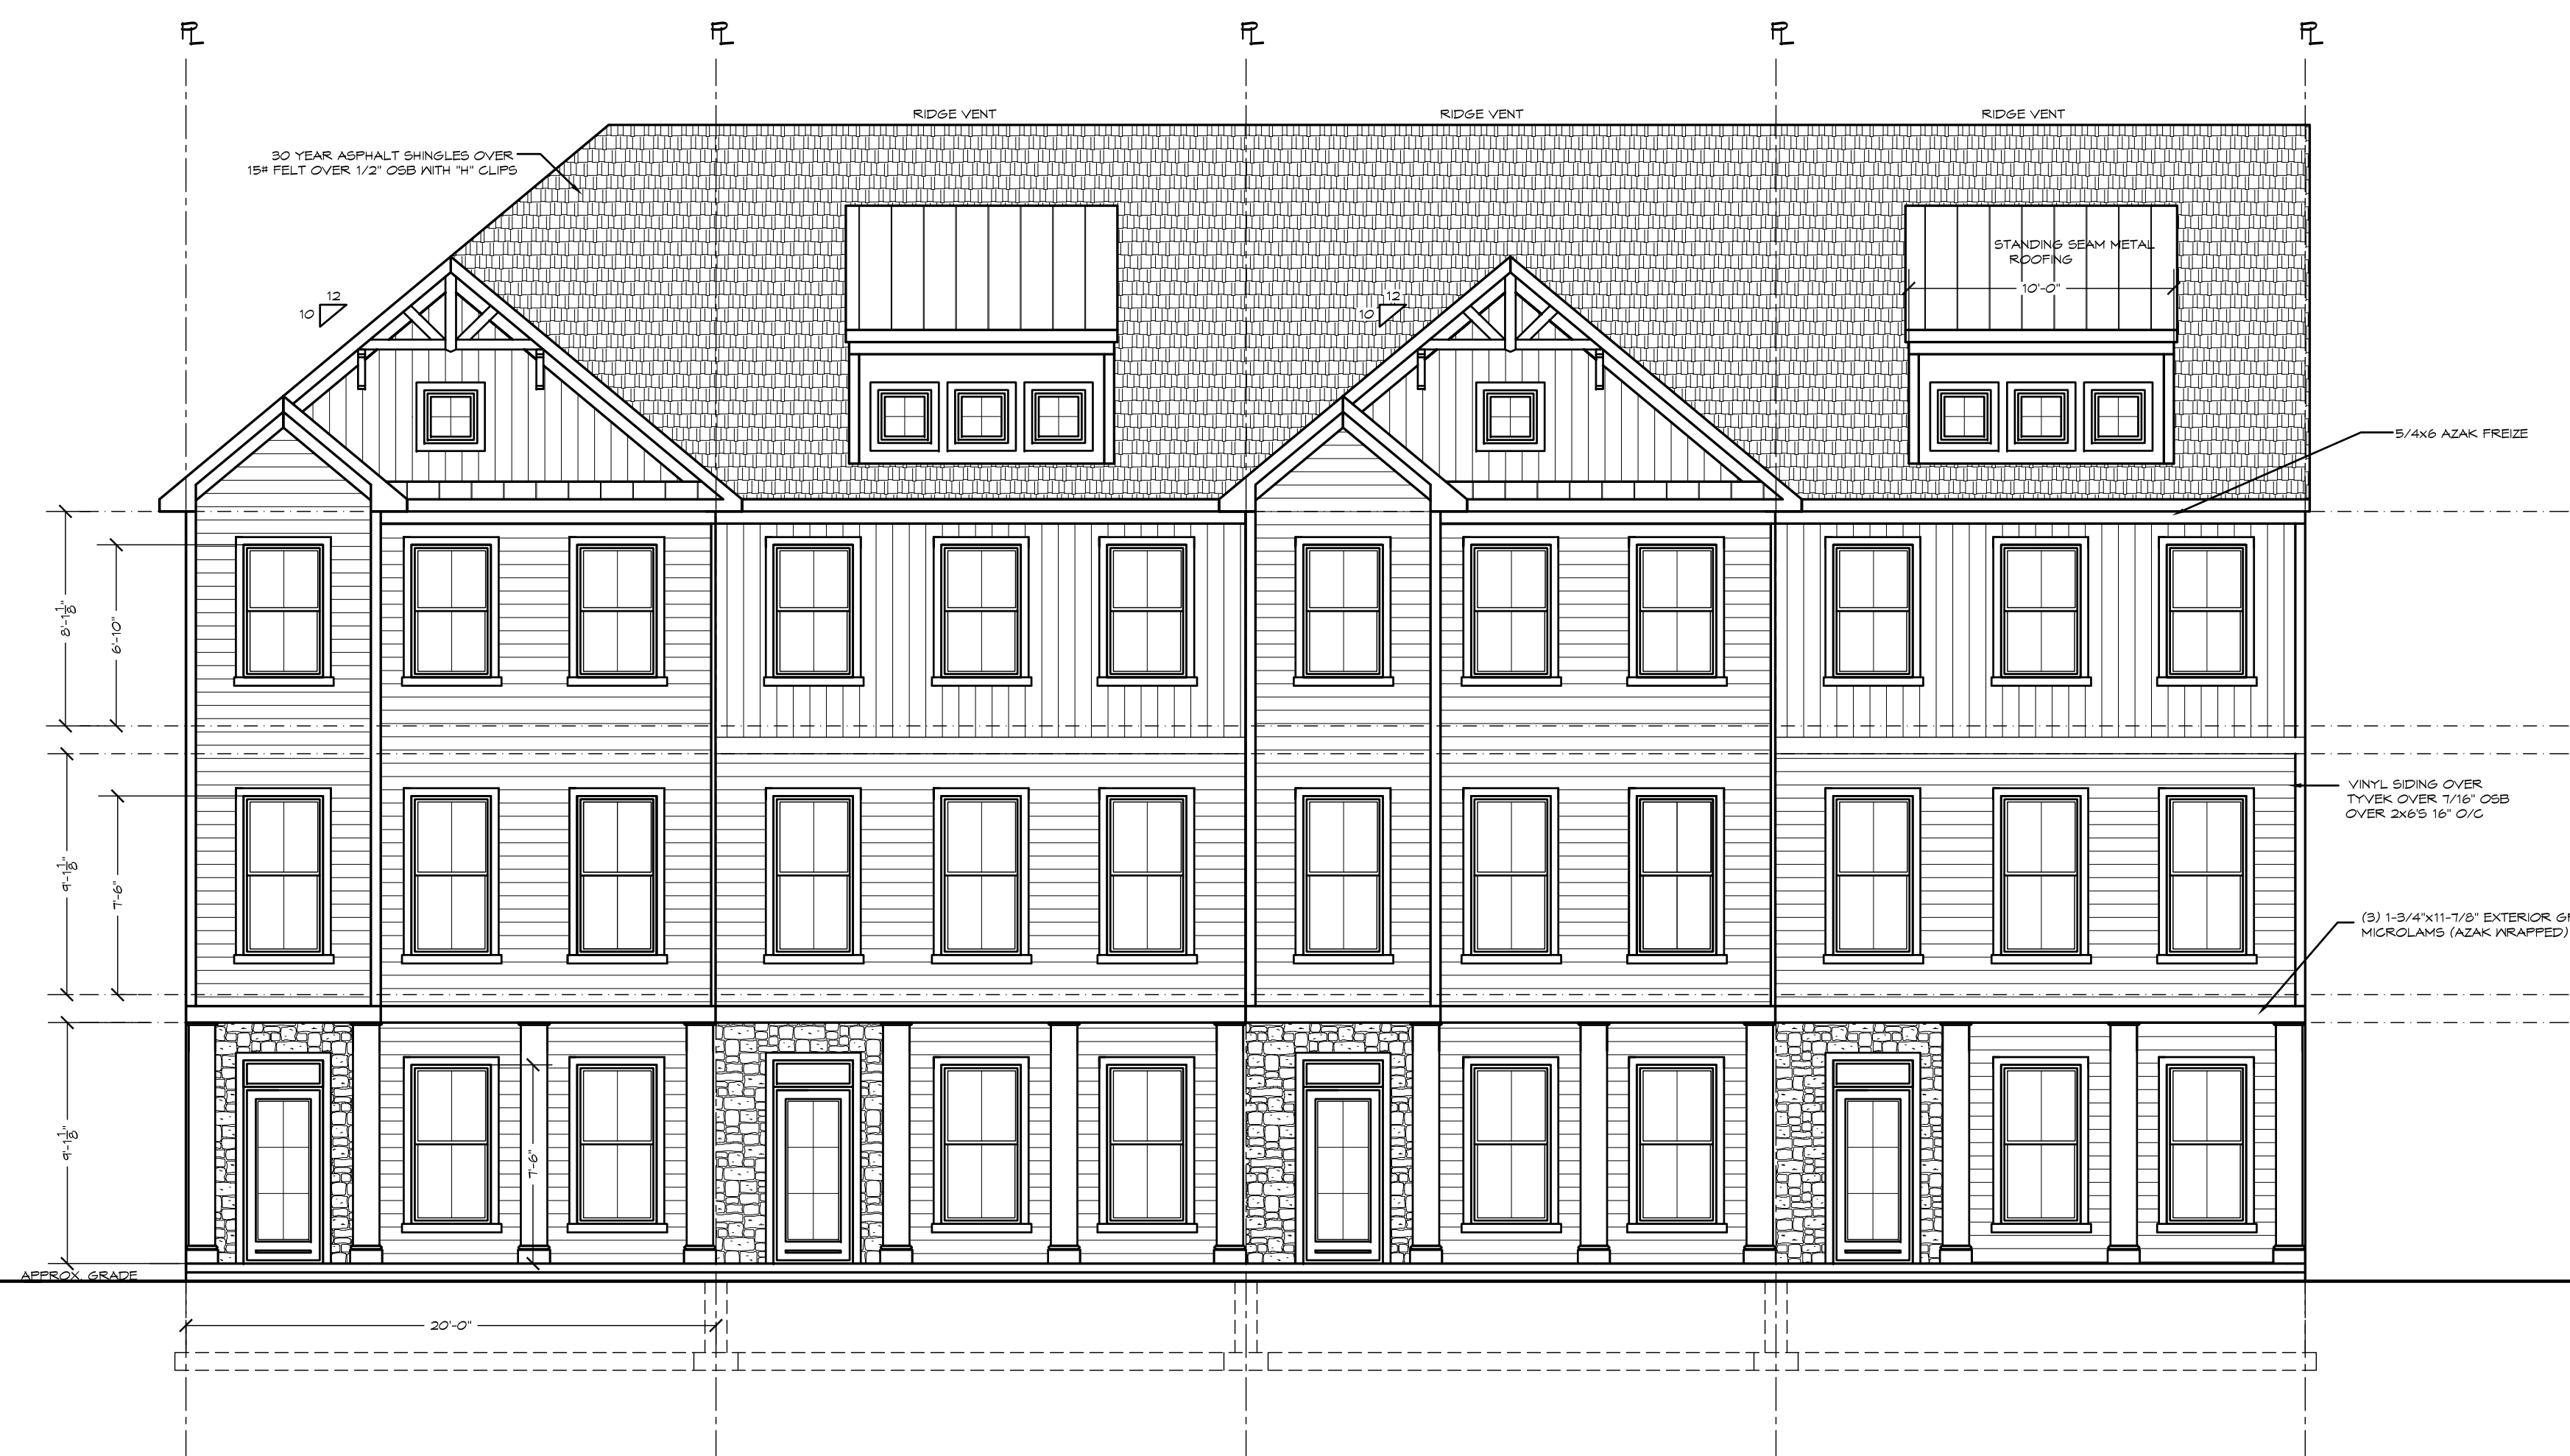 PL PL PL PL PL
RIDGE VENT RIDGE VENT RIDGE VENT
30 YEAR ASPHALT SHINGLES OVER
15# FELT OVER 1/2" OSB WITH "H" CLIPS
STANDING SEAM METAL
ROOFING
10'-0"
12
10
12
10
5/4x6 AZAK FREIZE
8'-1 1/8"
6'-10"
VINYL SIDING OVER
TYVEK OVER 7/16" OSB
OVER 2x6'S 16" O/C
9'-1 1/8"
7'-6"
(3) 1-3/4"x11-7/8" EXTERIOR
MICROLAMS (AZAK WRAPPED)
9'-1 1/8"
7'-6"
APPROX. GRADE
20'-0"